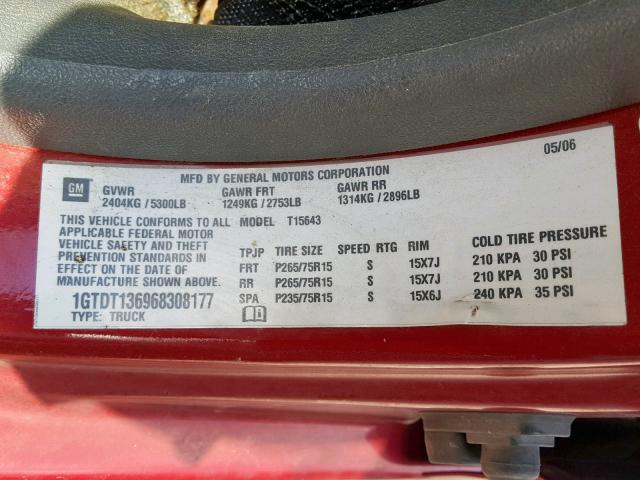 MFD BY GENERAL MOTORS CORPORATION 05/06
GM GVWR GAWR FRT GAWR RR
2404KG / 5300LB 1249KG / 2753LB 1314KG / 2896LB
THIS VEHICLE CONFORMS TO ALL MODEL T15643
APPLICABLE FEDERAL MOTOR
VEHICLE SAFETY AND THEFT
PREVENTION STANDARDS IN
EFFECT ON THE DATE OF
MANUFACTURE SHOWN ABOVE.
1GTDT136968308177
TYPE: TRUCK
TPJP TIRE SIZE SPEED RTG RIM COLD TIRE PRESSURE
FRT P265/75R15 S 15X7J 210 KPA 30 PSI
RR P265/75R15 S 15X7J 210 KPA 30 PSI
SPA P235/75R15 S 15X6J 240 KPA 35 PSI